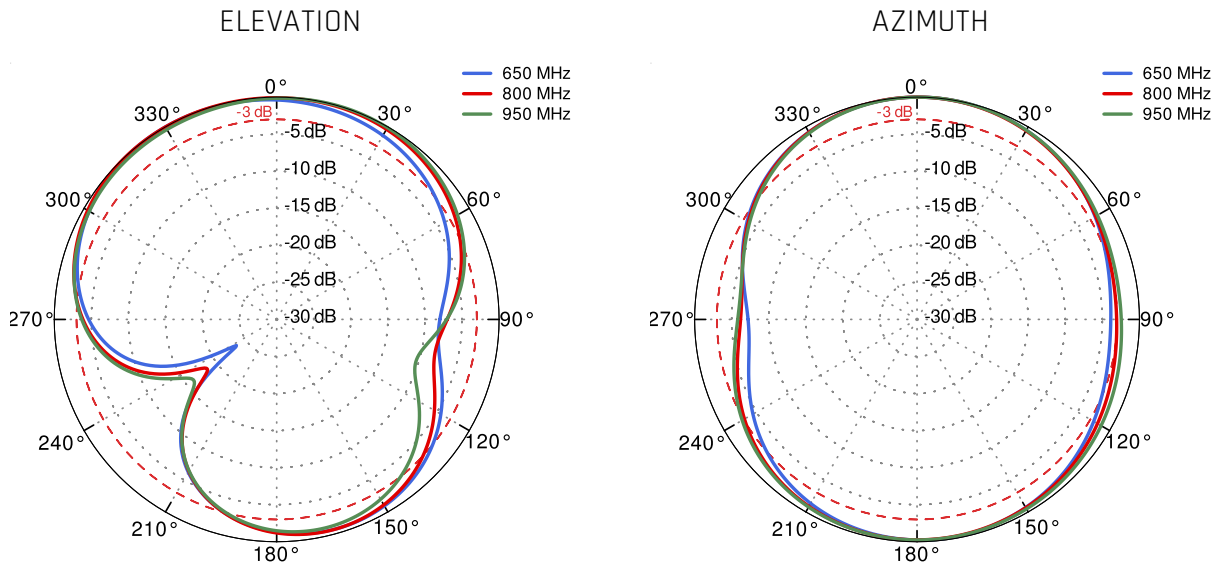 ELEVATION
650 MHz
800 MHz
950 MHz
0°
330°
-3 dB
30°
-5 dB
-10 dB
300°
60°
-15 dB
-20 dB
-25 dB
270°
-30 dB
90°
240°
120°
210°
150°
180°
AZIMUTH
650 MHz
800 MHz
950 MHz
0°
330°
-3 dB
30°
-5 dB
-10 dB
300°
60°
-15 dB
-20 dB
-25 dB
270°
-30 dB
90°
240°
120°
210°
150°
180°